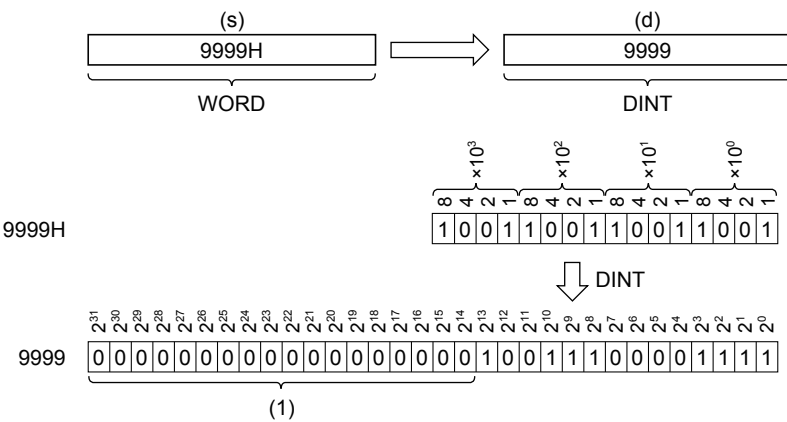 (s) (d)
9999H 9999
WORD DINT
×10³ ×10² ×10¹ ×10⁰
8 4 2 1 8 4 2 1 8 4 2 1 8 4 2 1
9999H 1 0 0 1 1 0 0 1 1 0 0 1 1 0 0 1
DINT
2³¹ 2³⁰ 2²⁹ 2²⁸ 2²⁷ 2²⁶ 2²⁵ 2²⁴ 2²³ 2²² 2²¹ 2²⁰ 2¹⁹ 2¹⁸ 2¹⁷ 2¹⁶ 2¹⁵ 2¹⁴ 2¹³ 2¹² 2¹¹ 2¹⁰ 2⁹ 2⁸ 2⁷ 2⁶ 2⁵ 2⁴ 2³ 2² 2¹ 2⁰
9999 0 0 0 0 0 0 0 0 0 0 0 0 0 0 0 0 0 0 1 0 0 1 1 1 0 0 0 0 1 1 1 1
(1)